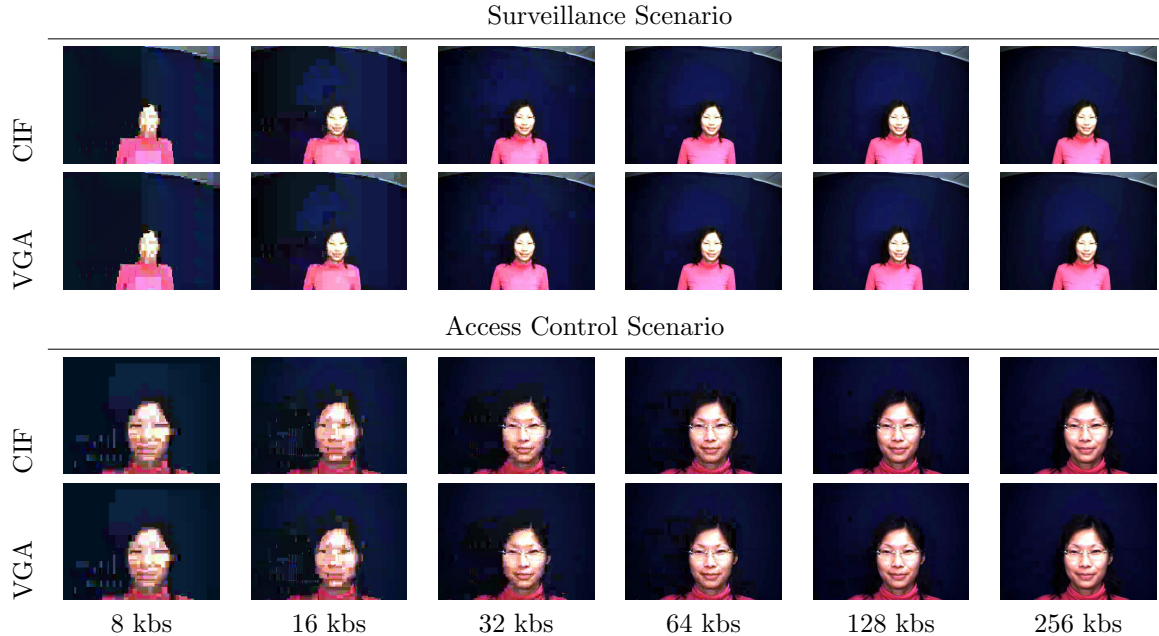 Surveillance Scenario
CIF
VGA
Access Control Scenario
CIF
VGA
8 kbs 16 kbs 32 kbs 64 kbs 128 kbs 256 kbs